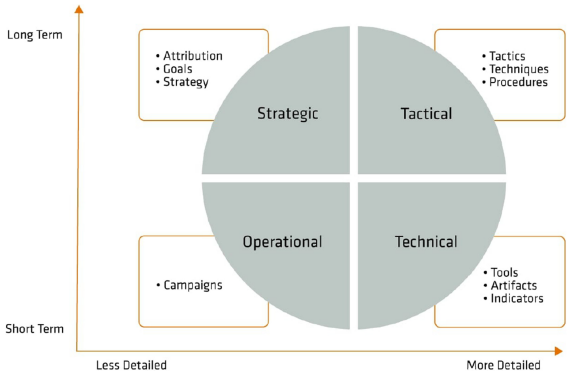 Long Term
• Attribution
• Goals
• Strategy
• Tactics
• Techniques
• Procedures
Strategic
Tactical
Operational
Technical
• Campaigns
• Tools
• Artifacts
• Indicators
Short Term
Less Detailed
More Detailed